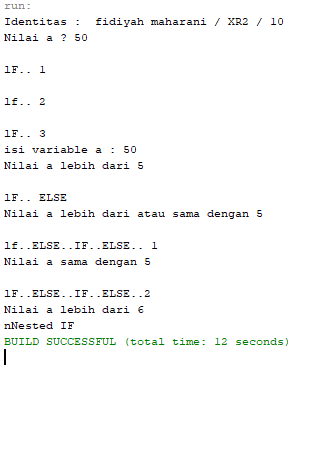 run:
Identitas :  fidiyah maharani / XR2 / 10
Nilai a ? 50
lF.. 1
lf.. 2
lF.. 3
isi variable a : 50
Nilai a lebih dari 5
lF.. ELSE
Nilai a lebih dari atau sama dengan 5
lf..ELSE..IF..ELSE.. 1
Nilai a sama dengan 5
lF..ELSE..IF..ELSE..2
Nilai a lebih dari 6
nNested IF
BUILD SUCCESSFUL (total time: 12 seconds)